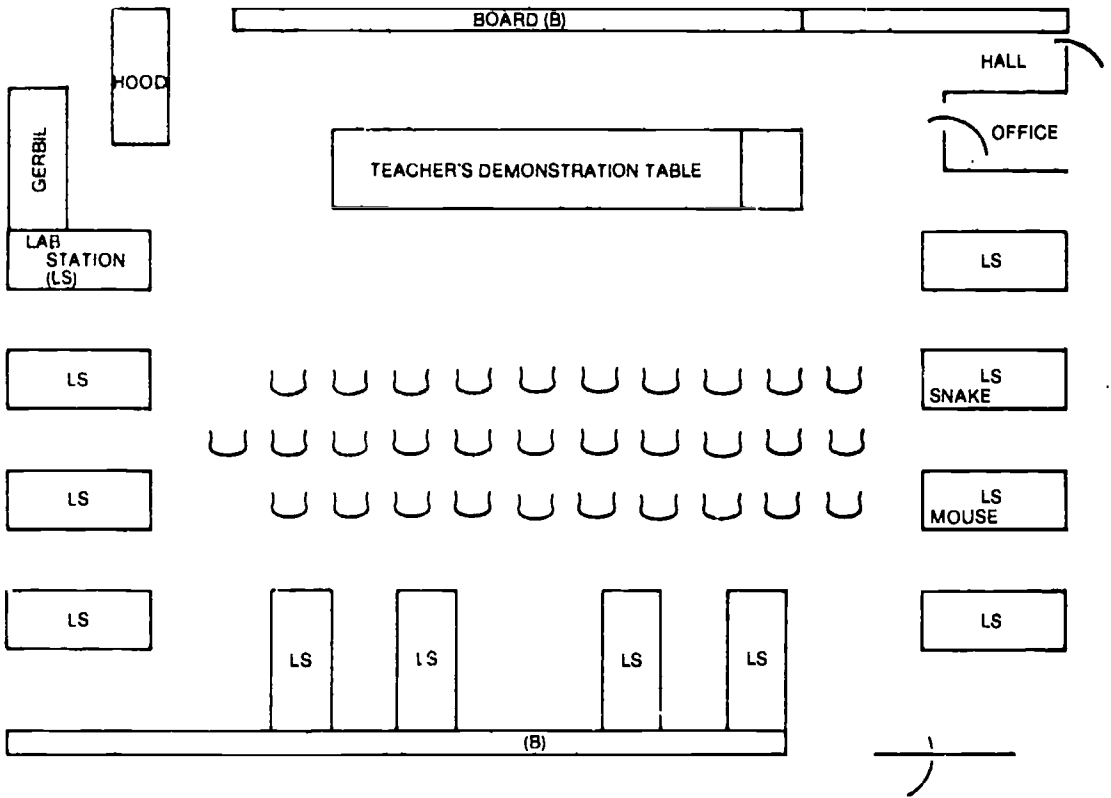 BOARD (B)
HOOD
HALL
GERBIL
OFFICE
TEACHER'S DEMONSTRATION TABLE
LAB
STATION
(LS)
LS
LS
LS
SNAKE
LS
LS
MOUSE
LS
LS
LS
LS
LS
LS
(B)